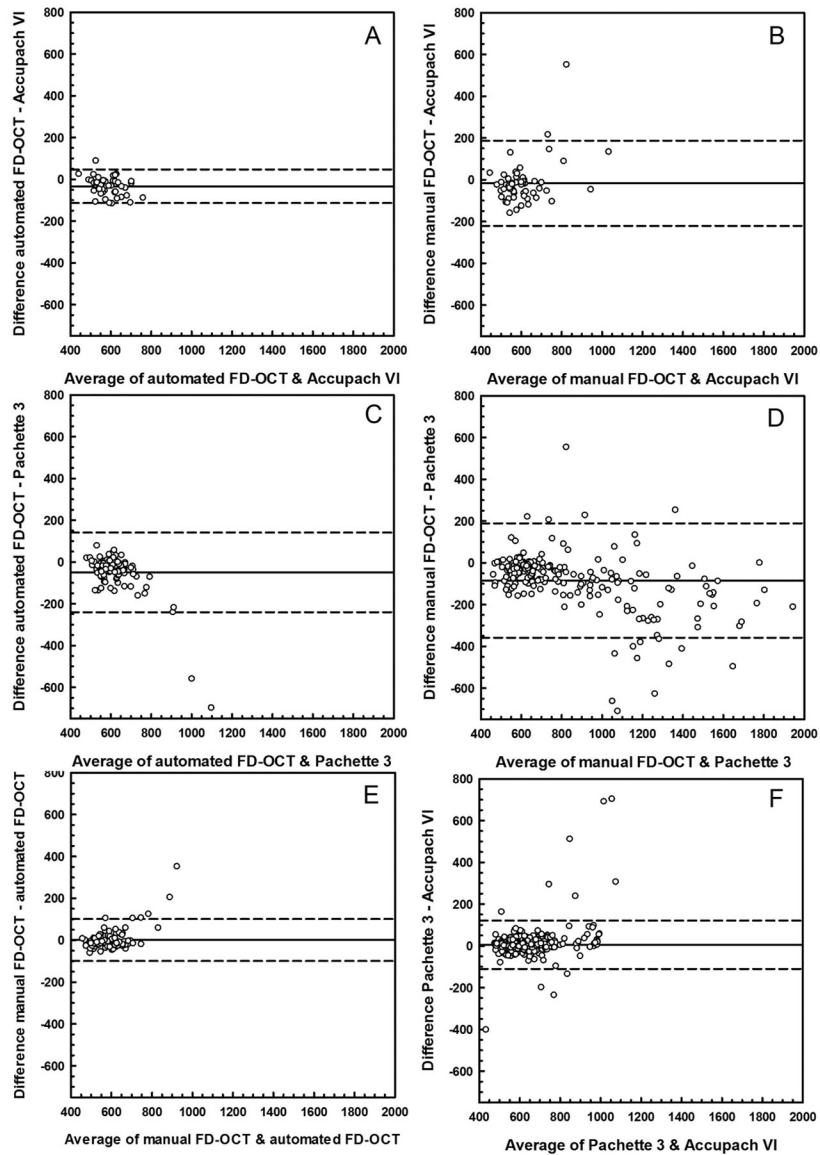 A
Difference automated FD-OCT - Accupach VI
800
600
400
200
0
-200
-400
-600
400 600 800 1000 1200 1400 1600 1800 2000
Average of automated FD-OCT & Accupach VI
B
Difference manual FD-OCT - Accupach VI
800
600
400
200
0
-200
-400
-600
400 600 800 1000 1200 1400 1600 1800 2000
Average of manual FD-OCT & Accupach VI
C
Difference automated FD-OCT - Pachette 3
800
600
400
200
0
-200
-400
-600
400 600 800 1000 1200 1400 1600 1800 2000
Average of automated FD-OCT & Pachette 3
D
Difference manual FD-OCT - Pachette 3
800
600
400
200
0
-200
-400
-600
400 600 800 1000 1200 1400 1600 1800 2000
Average of manual FD-OCT & Pachette 3
E
Difference manual FD-OCT - automated FD-OCT
800
600
400
200
0
-200
-400
-600
400 600 800 1000 1200 1400 1600 1800 2000
Average of manual FD-OCT & automated FD-OCT
F
Difference Pachette 3 - Accupach VI
800
600
400
200
0
-200
-400
-600
400 600 800 1000 1200 1400 1600 1800 2000
Average of Pachette 3 & Accupach VI